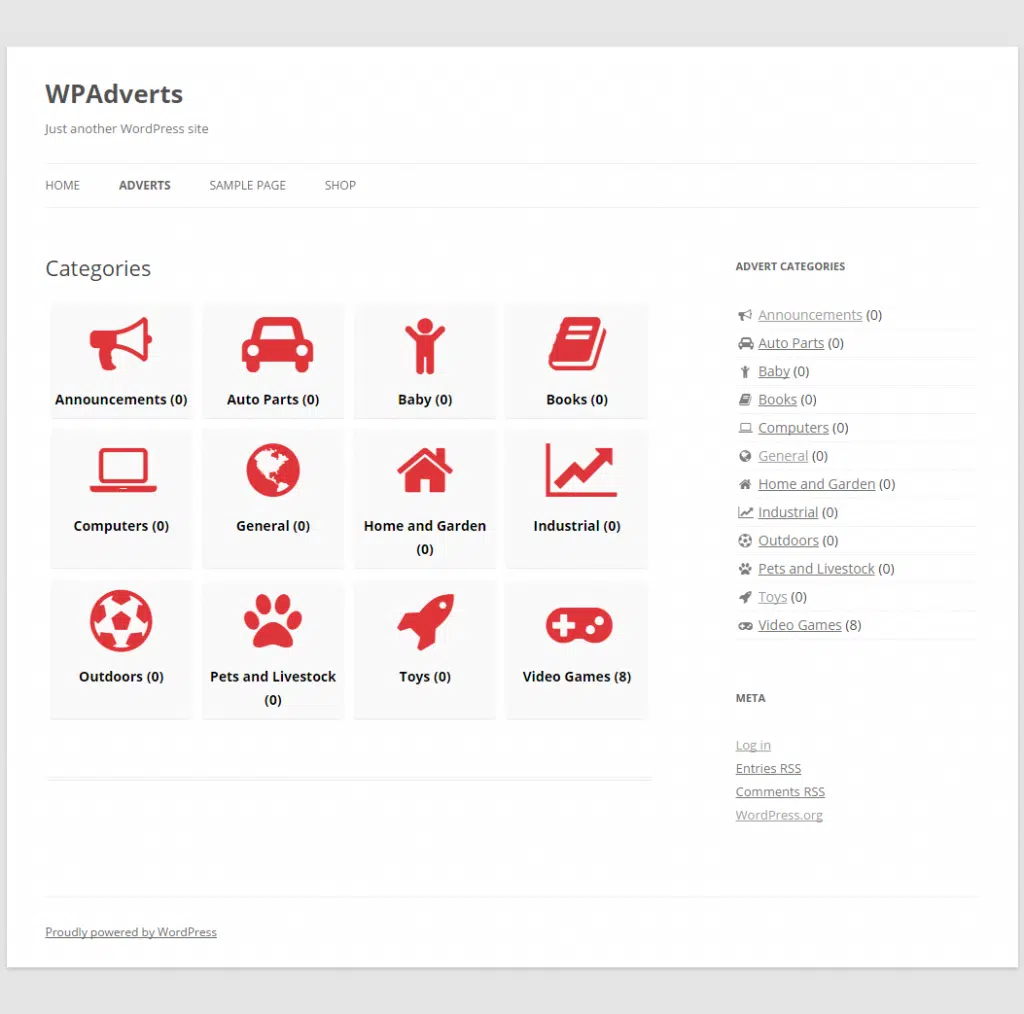 WPAdverts
Just another WordPress site
HOME ADVERTS SAMPLE PAGE SHOP
Categories
Announcements (0) Auto Parts (0) Baby (0) Books (0)
Computers (0) General (0) Home and Garden Industrial (0)
(0)
Outdoors (0) Pets and Livestock Toys (0) Video Games (8)
(0)
ADVERT CATEGORIES
Announcements (0)
Auto Parts (0)
Baby (0)
Books (0)
Computers (0)
General (0)
Home and Garden (0)
Industrial (0)
Outdoors (0)
Pets and Livestock (0)
Toys (0)
Video Games (8)
META
Log in
Entries RSS
Comments RSS
WordPress.org
Proudly powered by WordPress